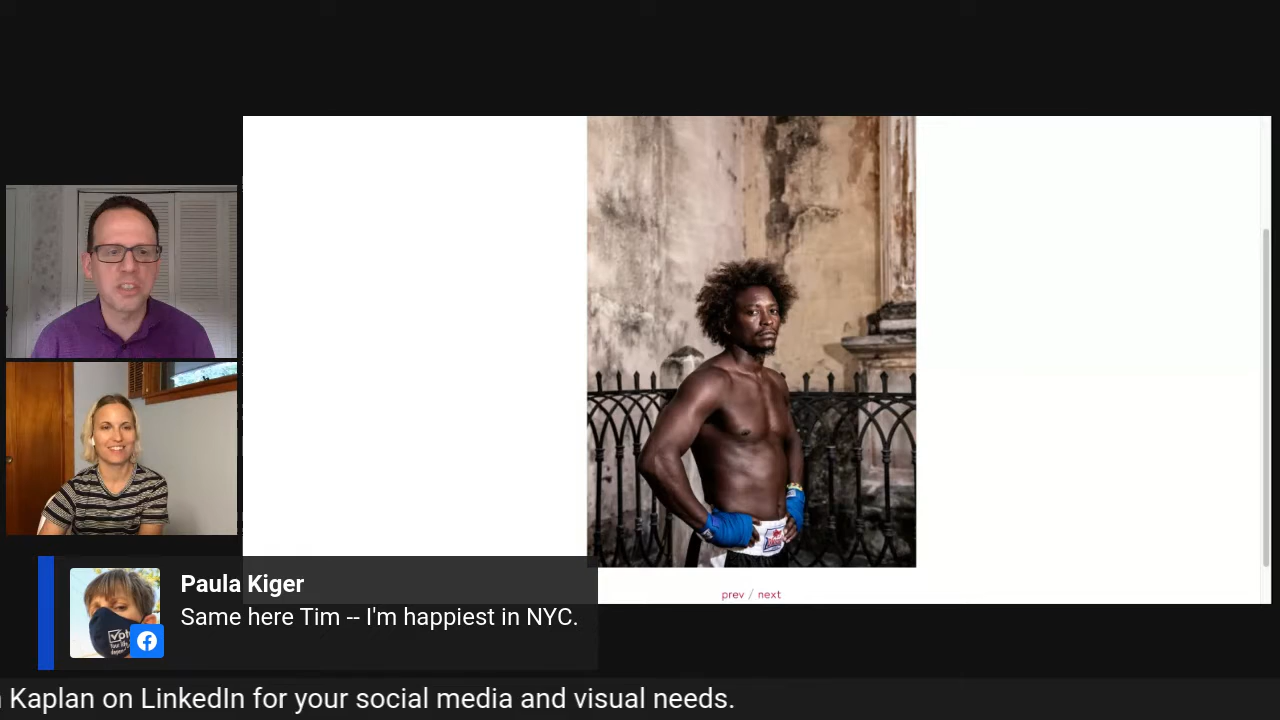 Paula Kiger
Same here Tim -- I'm happiest in NYC.
prev / next
Kaplan on LinkedIn for your social media and visual needs.